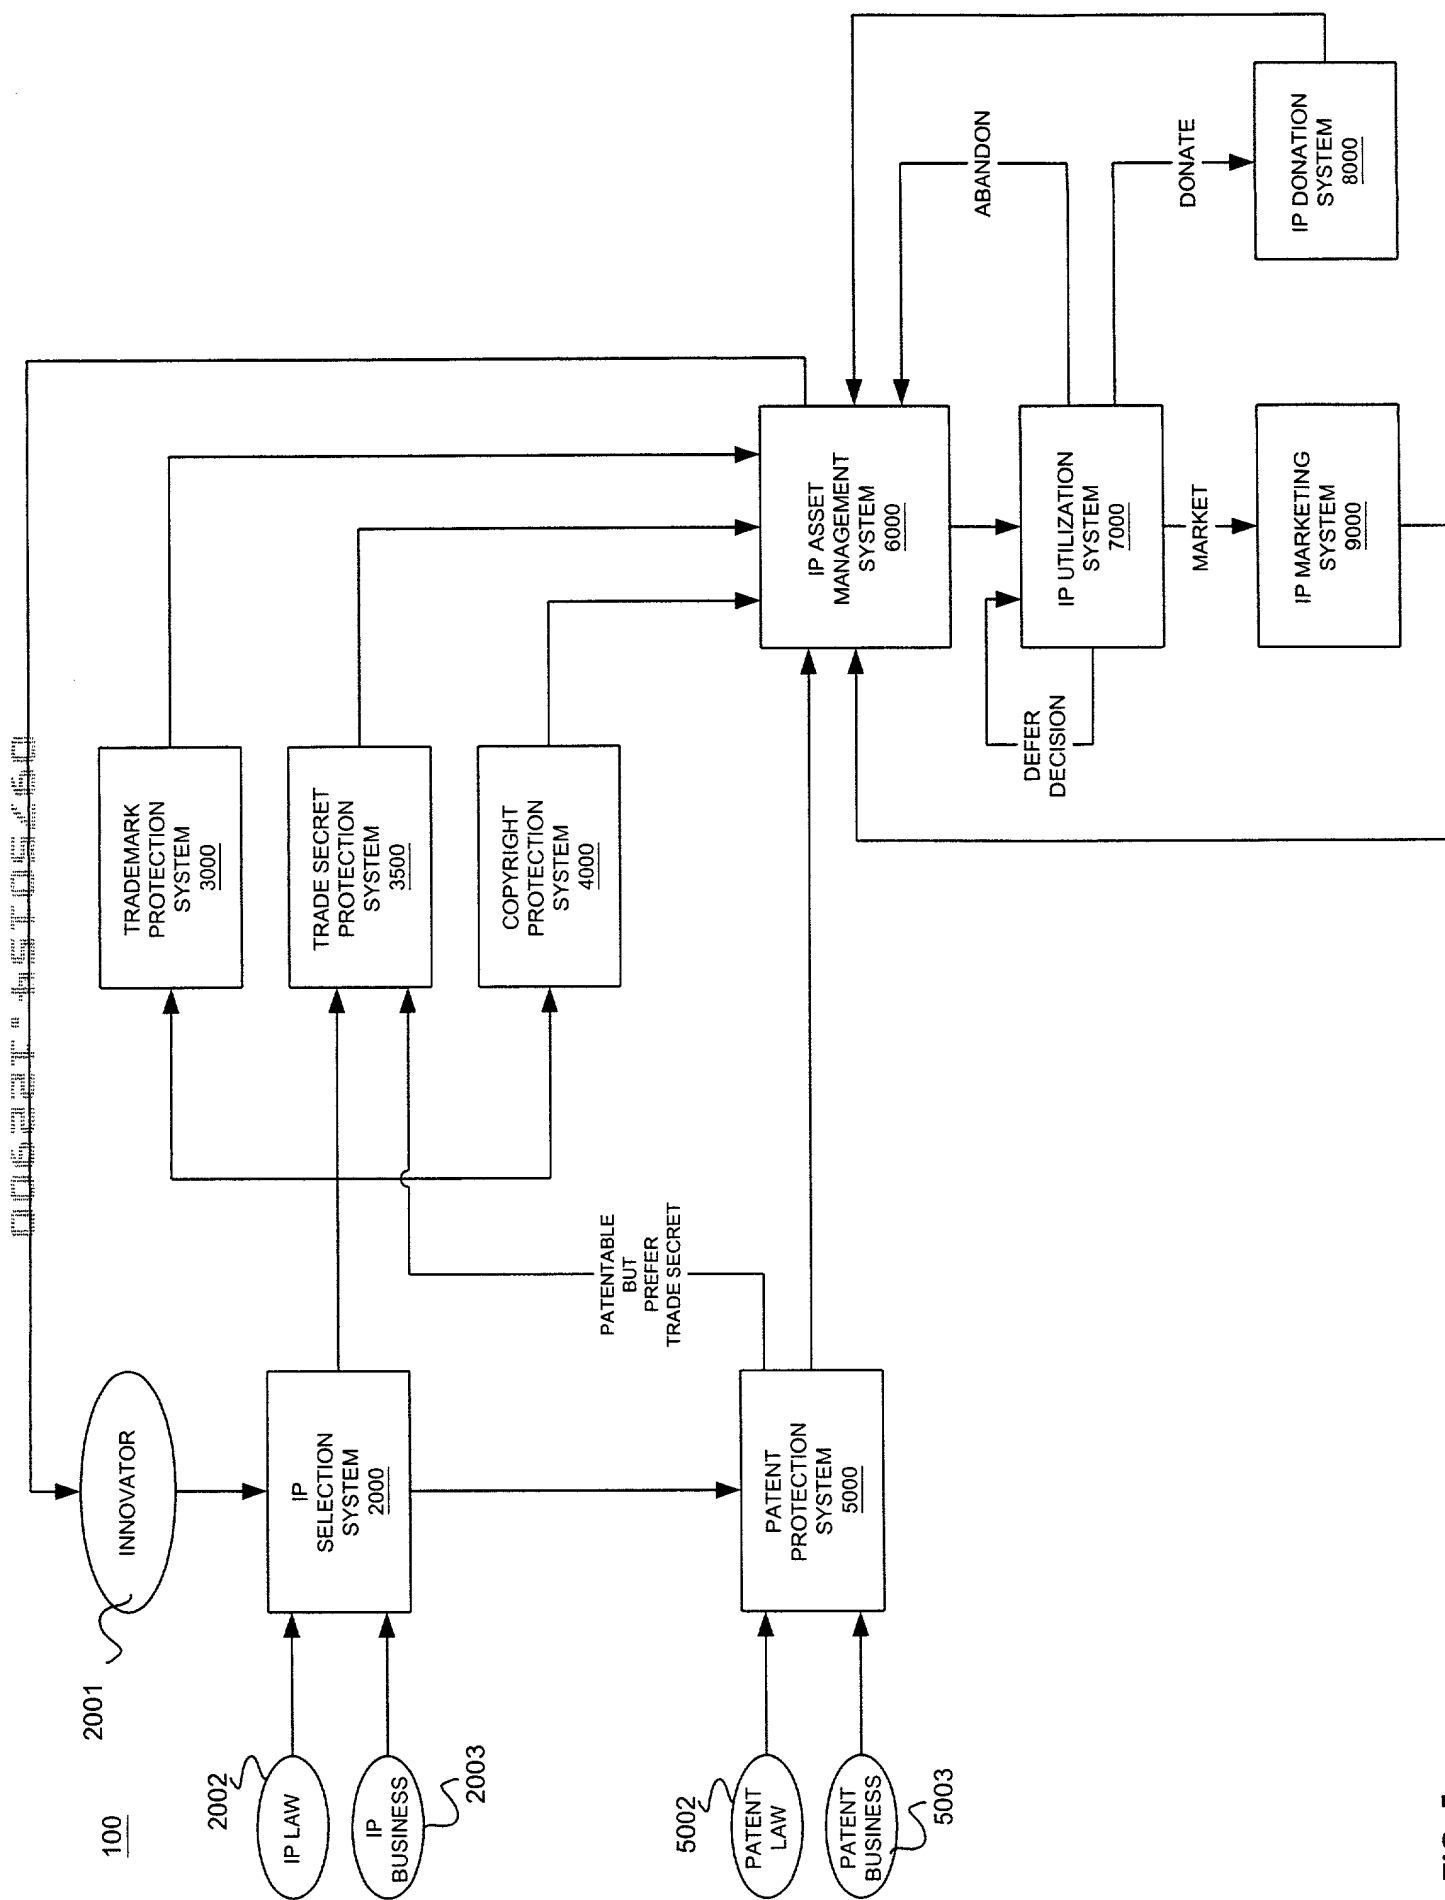 100
2001
INNOVATOR
2002
IP LAW
IP
BUSINESS
2003
IP
SELECTION
SYSTEM
2000
TRADEMARK
PROTECTION
SYSTEM
3000
TRADE SECRET
PROTECTION
SYSTEM
3500
COPYRIGHT
PROTECTION
SYSTEM
4000
PATENTABLE
BUT
PREFER
TRADE SECRET
5002
PATENT
LAW
PATENT
BUSINESS
5003
PATENT
PROTECTION
SYSTEM
5000
IP ASSET
MANAGEMENT
SYSTEM
6000
ABANDON
DEFER
DECISION
IP UTILIZATION
SYSTEM
7000
DONATE
MARKET
IP DONATION
SYSTEM
8000
IP MARKETING
SYSTEM
9000